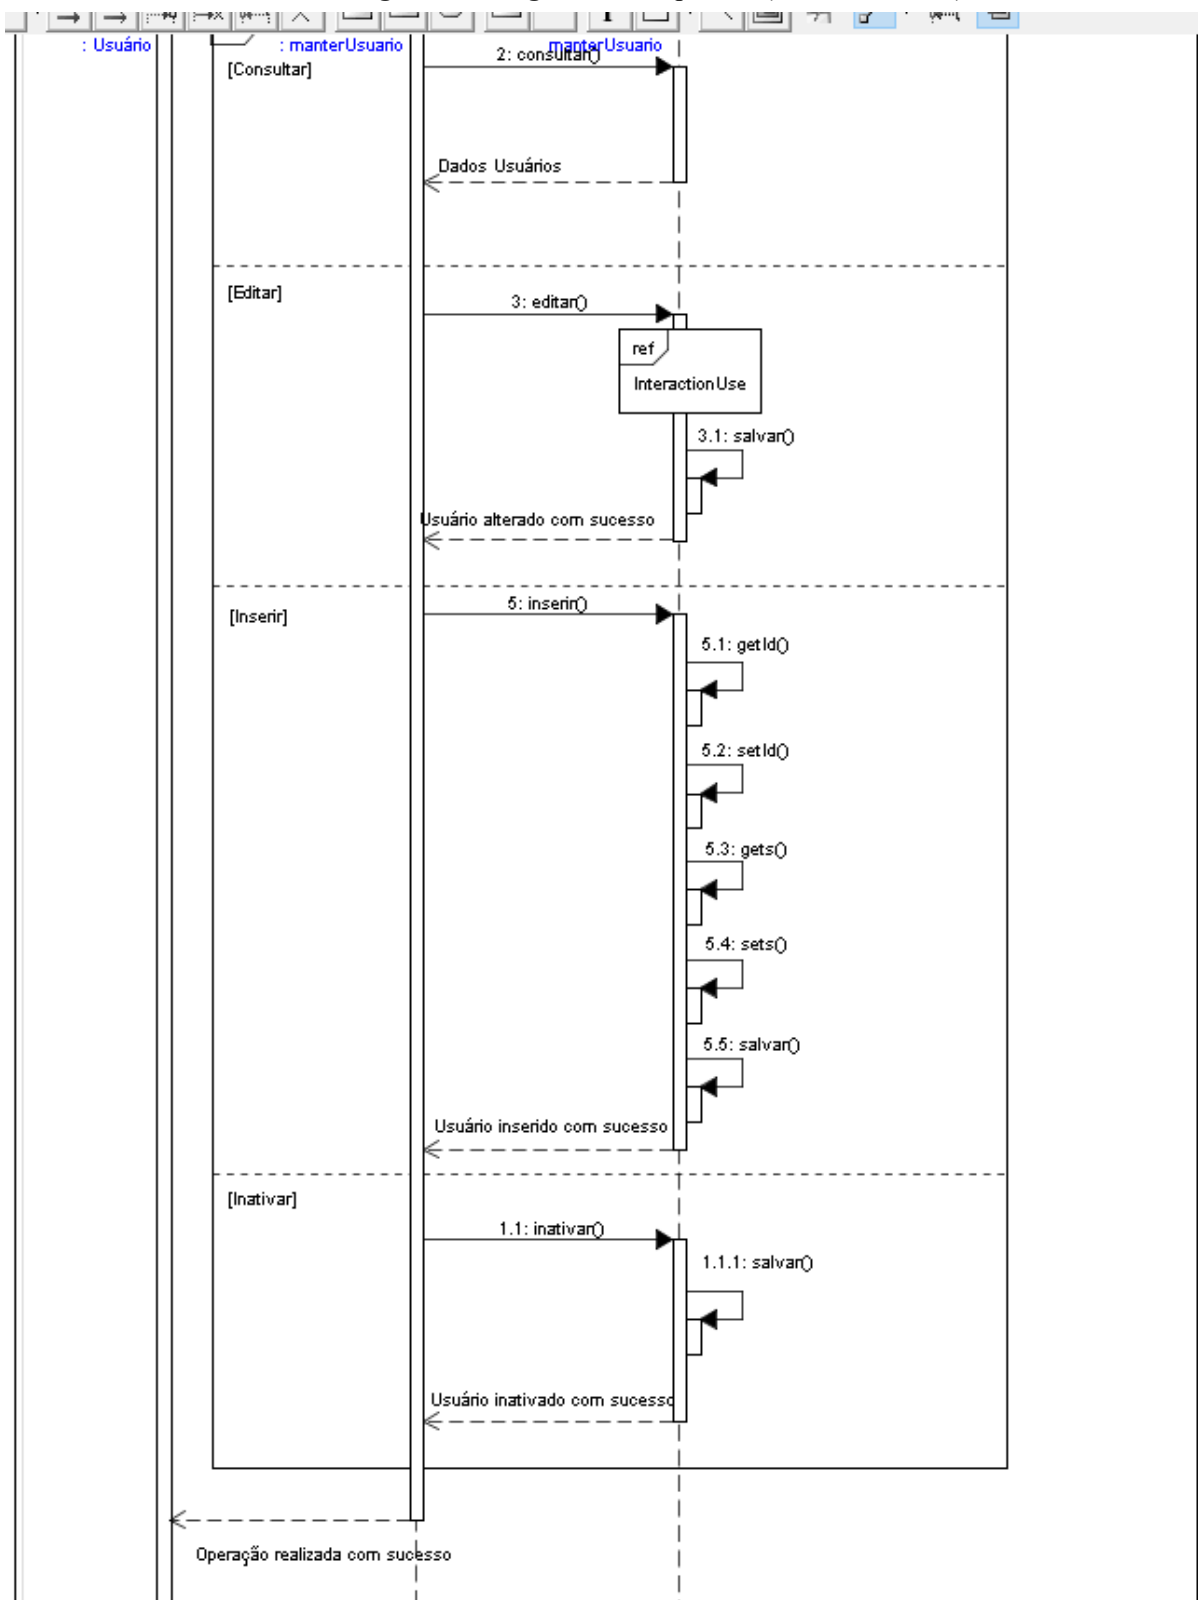 : Usuário
: manterUsuario
manterUsuario
[Consultar]
2: consultar()
Dados Usuários
[Editar]
3: editar()
ref
InteractionUse
3.1: salvar()
Usuário alterado com sucesso
[Inserir]
5: inserir()
5.1: getId()
5.2: setId()
5.3: gets()
5.4: sets()
5.5: salvar()
Usuário inserido com sucesso
[Inativar]
1.1: inativar()
1.1.1: salvar()
Usuário inativado com sucesso
Operação realizada com sucesso